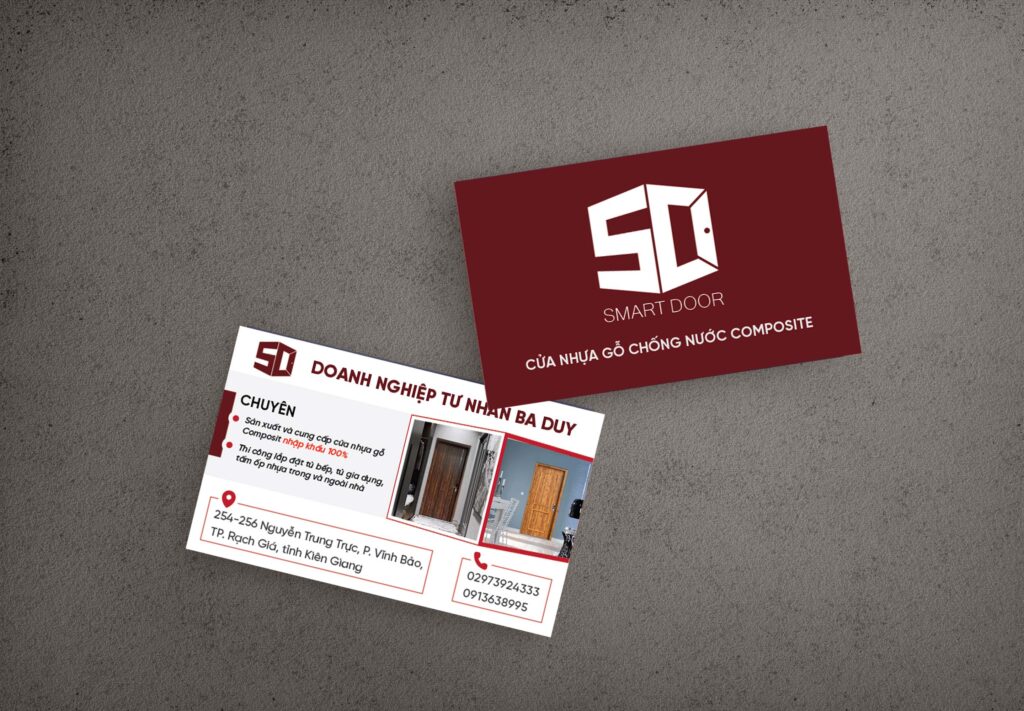 SD
SMART DOOR
CỬA NHỰA GỖ CHỐNG NƯỚC COMPOSITE
SD
DOANH NGHIỆP TƯ NHÂN BA DUY
CHUYÊN
Sản xuất và cung cấp cửa nhựa gỗ
Composit nhập khẩu 100%
Thi công lắp đặt tủ bếp, tủ gia dụng,
tấm ốp nhựa trong và ngoài nhà
254-256 Nguyễn Trung Trực, P. Vĩnh Bảo,
TP. Rạch Giá, tỉnh Kiên Giang
02973924333
0913638995